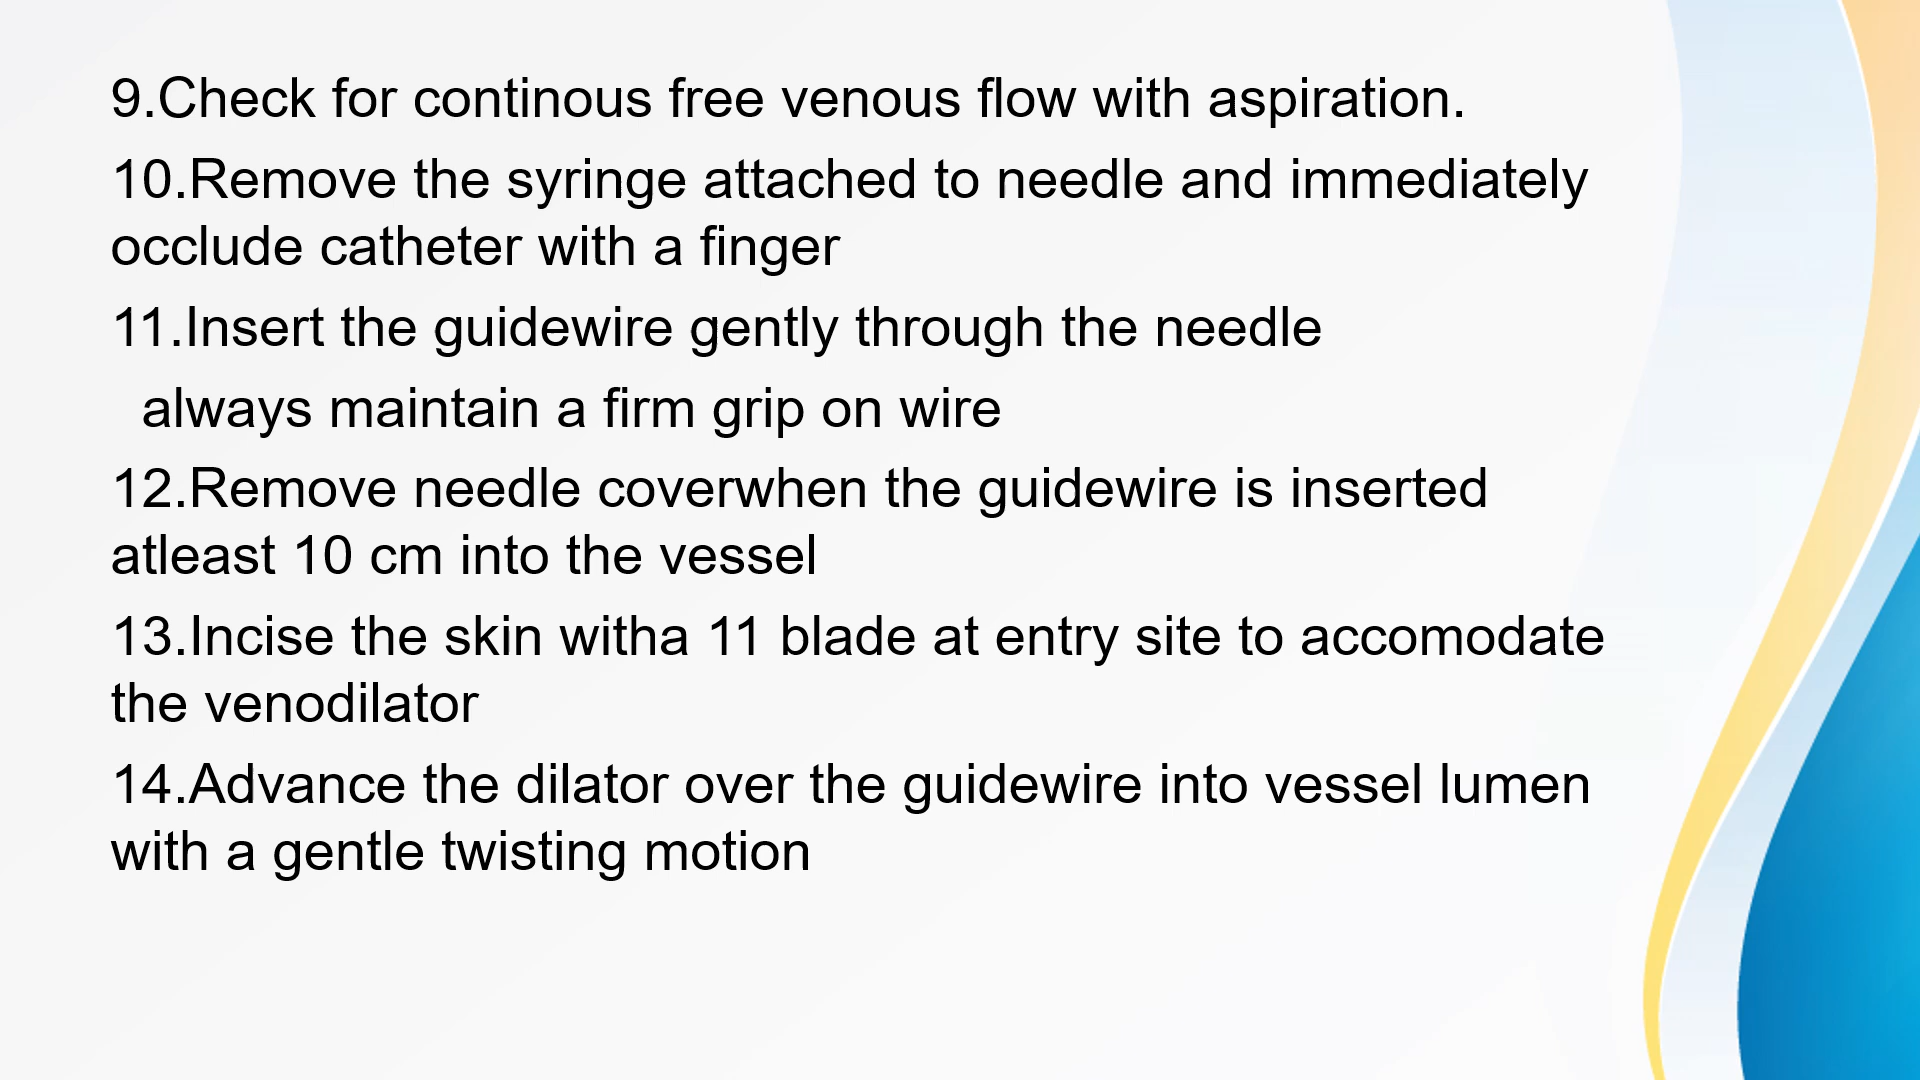 9.Check for continous free venous flow with aspiration.
10.Remove the syringe attached to needle and immediately
occlude catheter with a finger
11.Insert the guidewire gently through the needle
always maintain a firm grip on wire
12.Remove needle coverwhen the guidewire is inserted
atleast 10 cm into the vessel
13.Incise the skin witha 11 blade at entry site to accomodate
the venodilator
14.Advance the dilator over the guidewire into vessel lumen
with a gentle twisting motion